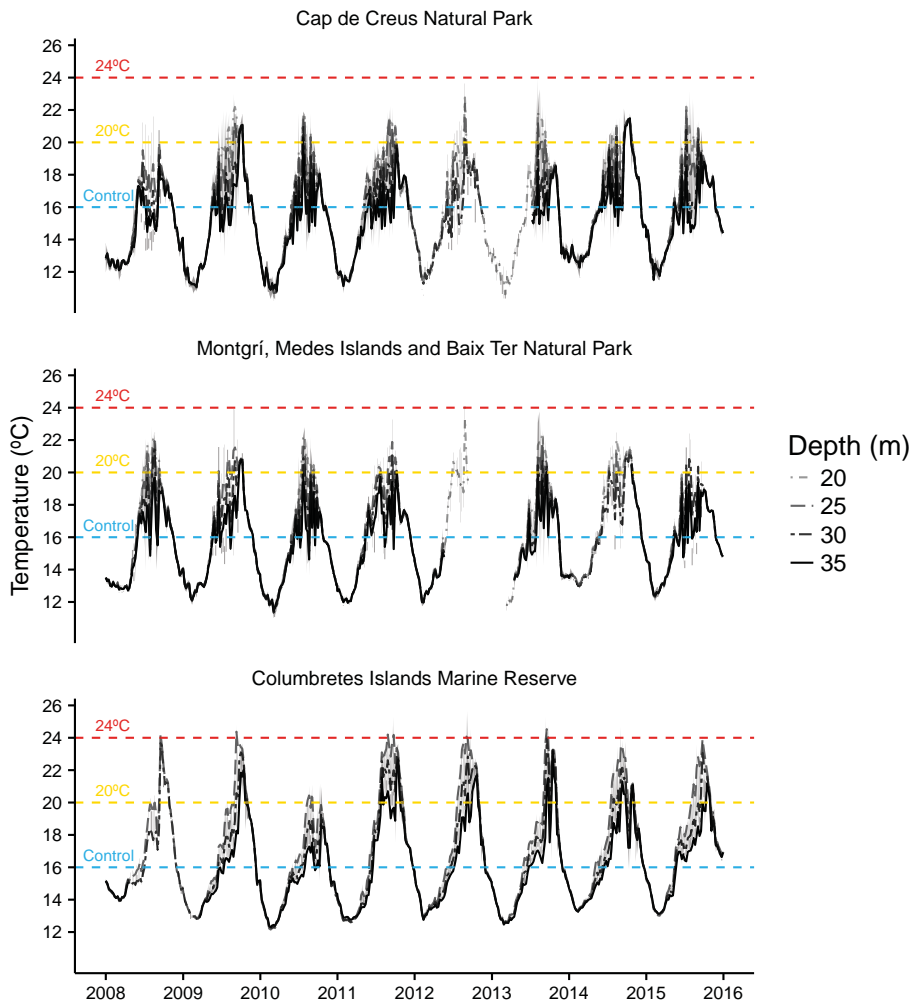 Cap de Creus Natural Park
26
24
22
20
18
16
14
12
24ºC
20ºC
Control
Montgrí, Medes Islands and Baix Ter Natural Park
26
24
22
20
18
16
14
12
24ºC
20ºC
Control
Temperature (ºC)
Depth (m)
20
25
30
35
Columbretes Islands Marine Reserve
26
24
22
20
18
16
14
12
24ºC
20ºC
Control
2008 2009 2010 2011 2012 2013 2014 2015 2016